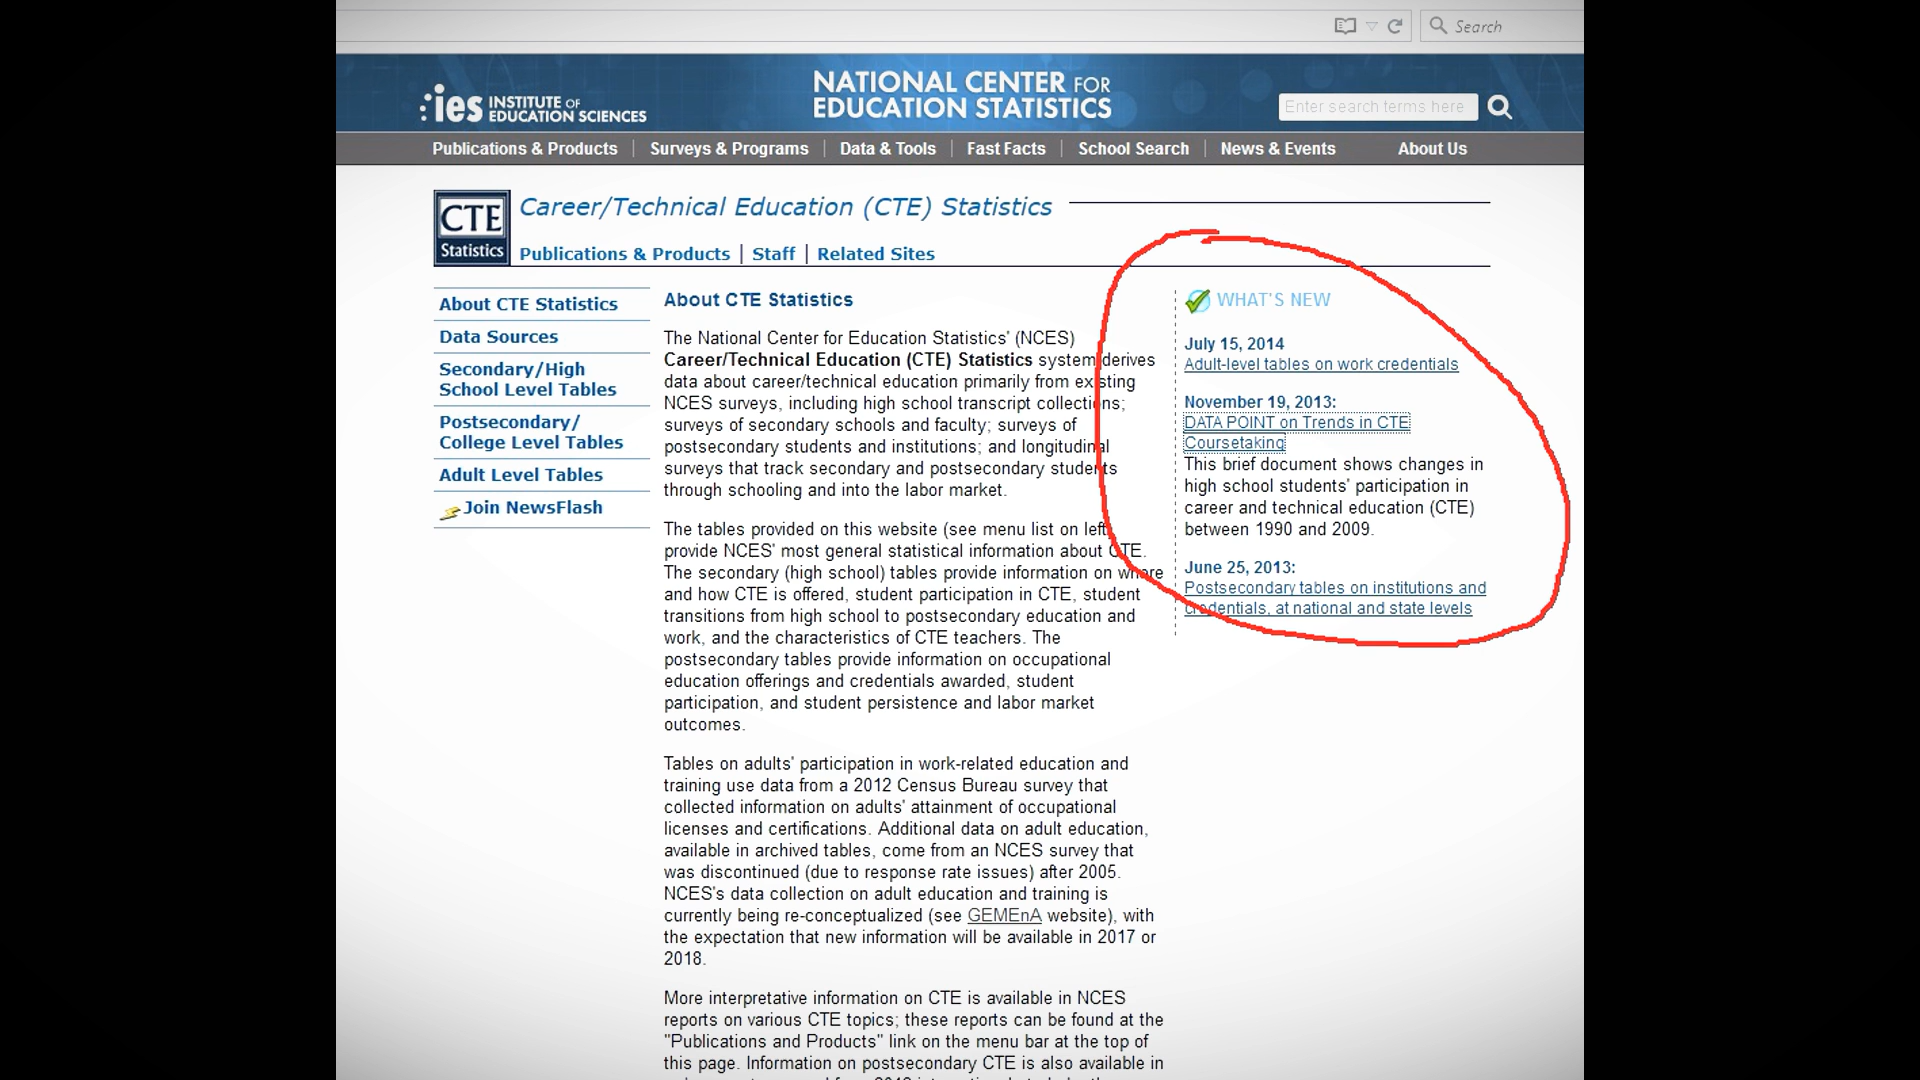 Search
ies INSTITUTE OF
EDUCATION SCIENCES
NATIONAL CENTER FOR
EDUCATION STATISTICS
Enter search terms here
Publications & Products | Surveys & Programs | Data & Tools | Fast Facts | School Search | News & Events About Us
CTE
Statistics
Career/Technical Education (CTE) Statistics
Publications & Products | Staff | Related Sites
About CTE Statistics
Data Sources
Secondary/High
School Level Tables
Postsecondary/
College Level Tables
Adult Level Tables
Join NewsFlash
About CTE Statistics
The National Center for Education Statistics' (NCES)
Career/Technical Education (CTE) Statistics system derives
data about career/technical education primarily from existing
NCES surveys, including high school transcript collections;
surveys of secondary schools and faculty; surveys of
postsecondary students and institutions; and longitudinal
surveys that track secondary and postsecondary students
through schooling and into the labor market.
The tables provided on this website (see menu list on left)
provide NCES' most general statistical information about CTE.
The secondary (high school) tables provide information on where
and how CTE is offered, student participation in CTE, student
transitions from high school to postsecondary education and
work, and the characteristics of CTE teachers. The
postsecondary tables provide information on occupational
education offerings and credentials awarded, student
participation, and student persistence and labor market
outcomes.
Tables on adults' participation in work-related education and
training use data from a 2012 Census Bureau survey that
collected information on adults' attainment of occupational
licenses and certifications. Additional data on adult education,
available in archived tables, come from an NCES survey that
was discontinued (due to response rate issues) after 2005.
NCES's data collection on adult education and training is
currently being re-conceptualized (see GEMEnA website), with
the expectation that new information will be available in 2017 or
2018.
More interpretative information on CTE is available in NCES
reports on various CTE topics; these reports can be found at the
"Publications and Products" link on the menu bar at the top of
this page. Information on postsecondary CTE is also available in
WHAT'S NEW
July 15, 2014
Adult-level tables on work credentials
November 19, 2013:
DATA POINT on Trends in CTE
Coursetaking
This brief document shows changes in
high school students' participation in
career and technical education (CTE)
between 1990 and 2009.
June 25, 2013:
Postsecondary tables on institutions and
credentials, at national and state levels